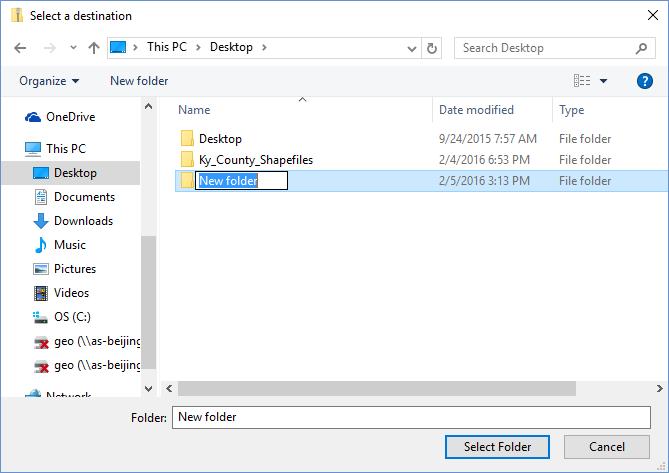 Select a destination
This PC > Desktop >
Search Desktop
Organize
New folder
?
Name
Date modified
Type
OneDrive
This PC
Desktop
Documents
Downloads
Music
Pictures
Videos
OS (C:)
geo (\\as-beijing
geo (\\as-beijing
Network
Desktop 9/24/2015 7:57 AM File folder
Ky_County_Shapefiles 2/4/2016 6:53 PM File folder
New folder 2/5/2016 3:13 PM File folder
Folder: New folder
Select Folder
Cancel